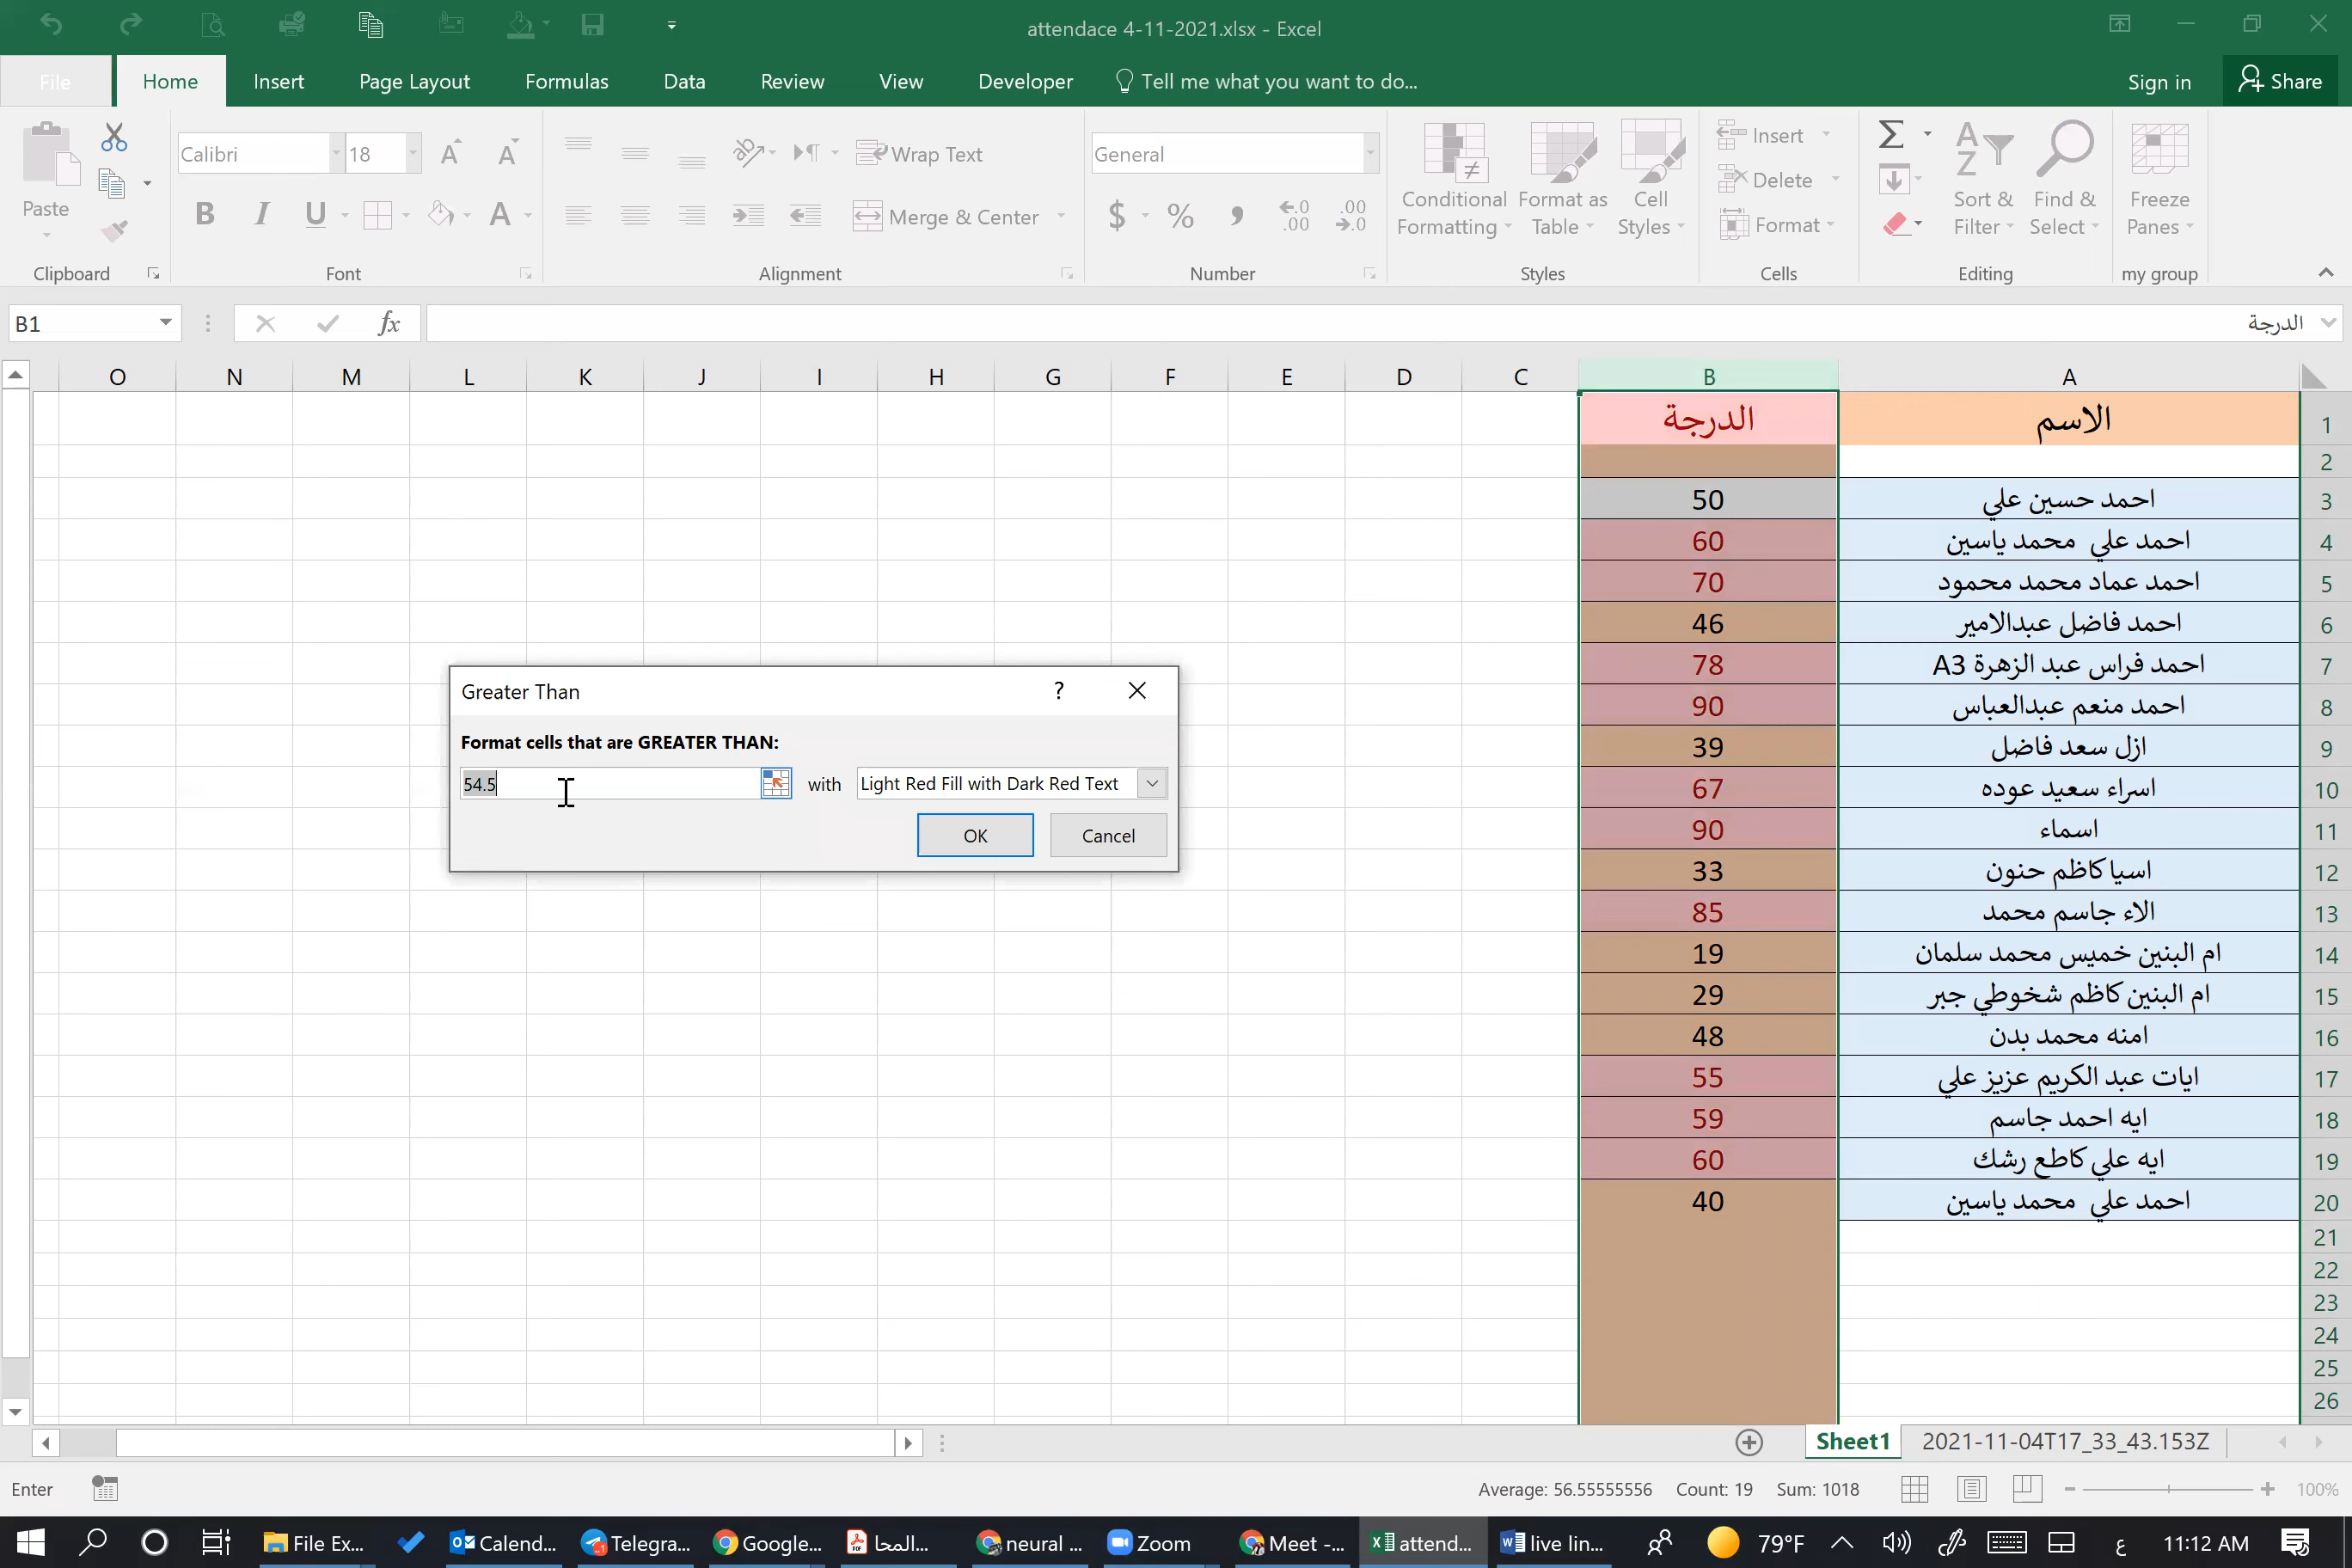 attendace 4-11-2021.xlsx - Excel
File Home Insert Page Layout Formulas Data Review View Developer Tell me what you want to do... Sign in Share
Paste
Clipboard
Calibri 18
B I U A
Font
Wrap Text
Merge & Center
Alignment
General
$ % ,
Number
Conditional Formatting
Format as Table
Cell Styles
Styles
Insert
Delete
Format
Cells
Sort & Filter
Find & Select
Editing
Freeze Panes
my group
B1 fx الدرجة
O N M L K J I H G F E D C B A
الاسم الدرجة 1
2
احمد حسين علي 50 3
احمد علي محمد ياسين 60 4
احمد عماد محمد محمود 70 5
احمد فاضل عبدالامير 46 6
احمد فراس عبد الزهرة A3 78 7
احمد منعم عبدالعباس 90 8
ازل سعد فاضل 39 9
اسراء سعيد عوده 67 10
اسماء 90 11
اسيا كاظم حنون 33 12
الاء جاسم محمد 85 13
ام البنين خميس محمد سلمان 19 14
ام البنين كاظم شخوطي جبر 29 15
امنه محمد بدن 48 16
ايات عبد الكريم عزيز علي 55 17
ايه احمد جاسم 59 18
ايه علي كاطع رشك 60 19
احمد علي محمد ياسين 40 20
21
22
23
24
25
26
Greater Than ?
Format cells that are GREATER THAN:
54.5 with Light Red Fill with Dark Red Text
OK Cancel
Sheet1 2021-11-04T17_33_43.153Z
Enter Average: 56.55555556 Count: 19 Sum: 1018 100%
File Ex... Calend... Telegra... Google... المحا... neural ... Zoom Meet -... attend... live lin... 79°F ع 11:12 AM